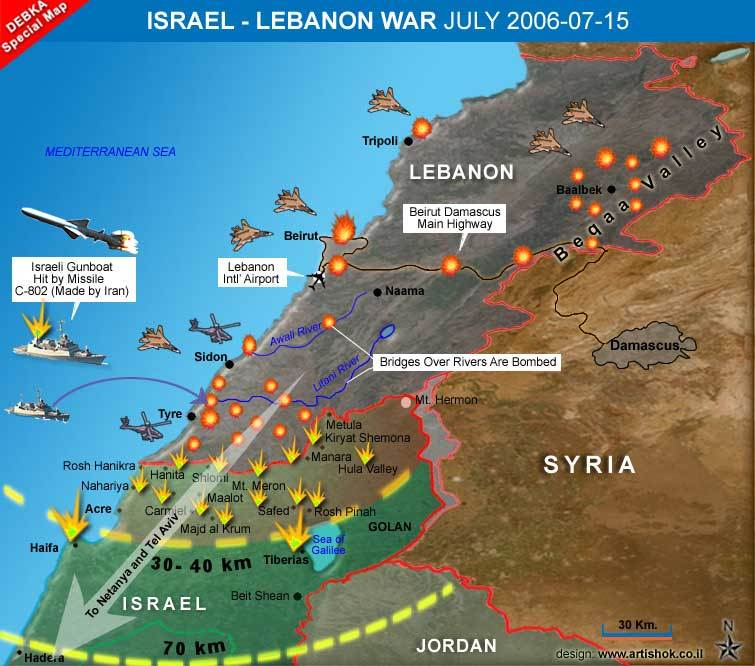 DEBKA
Special Map
ISRAEL - LEBANON WAR JULY 2006-07-15
MEDITERRANEAN SEA
Tripoli
LEBANON
Beqaa Valley
Baalbek
Beirut Damascus
Main Highway
Beirut
Israeli Gunboat
Hit by Missile
C-802 (Made by Iran)
Lebanon
Intl' Airport
Naama
Awali River
Damascus
Sidon
Bridges Over Rivers Are Bombed
Litani River
Tyre
Mt. Hermon
Metula
Kiryat Shemona
Manara
Hula Valley
SYRIA
Rosh Hanikra
Hanita
Shlomi
Mt. Meron
Nahariya
Maalot
Acre
Carmiel
Safed
Rosh Pinah
Majd al Krum
GOLAN
Haifa
Sea of
Galilee
Tiberias
30- 40 km
To Netanya and Tel Aviv
ISRAEL
Beit Shean
30 Km.
N
70 km
JORDAN
Hadera
design: www.artishok.co.il